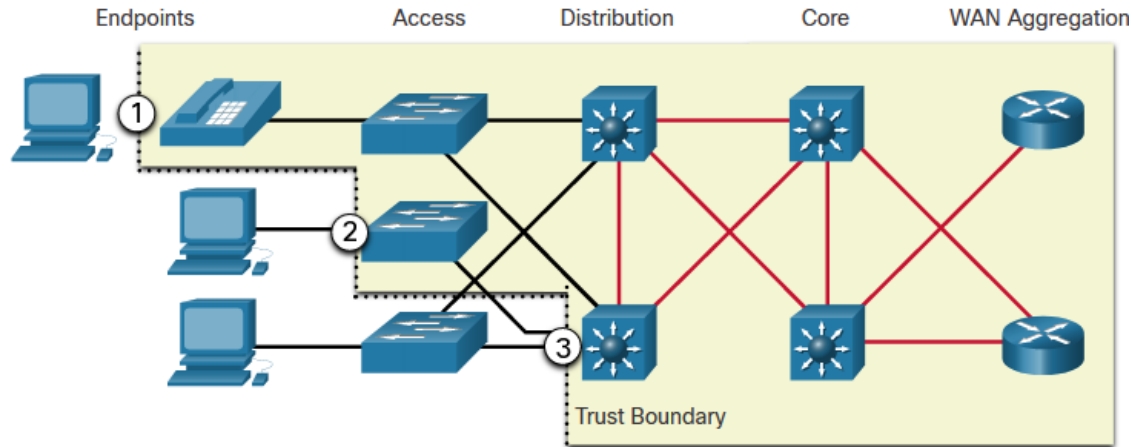 Endpoints
Access
Distribution
Core
WAN Aggregation
1
2
3
Trust Boundary